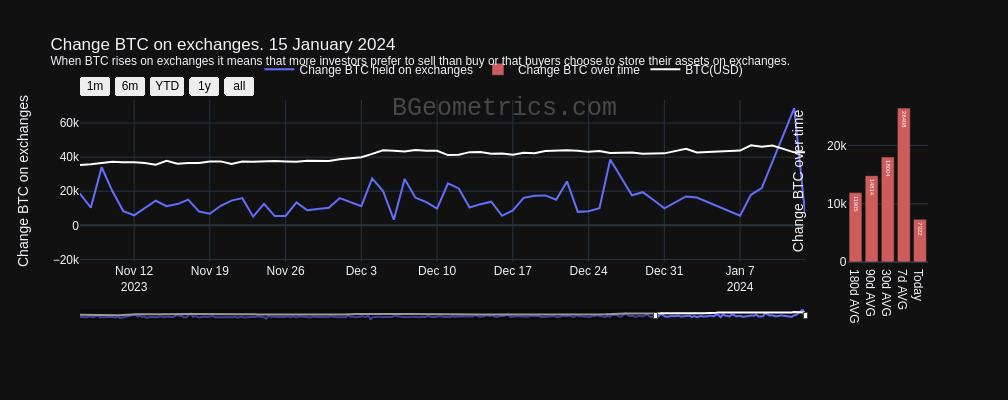 Change BTC on exchanges. 15 January 2024
When BTC rises on exchanges it means that more investors prefer to sell than buy or that buyers choose to store their assets on exchanges.
Change BTC held on exchanges Change BTC over time BTC(USD)
1m 6m YTD 1y all
BGeometrics.com
Change BTC on exchanges
60k
40k
20k
0
−20k
Nov 12 Nov 19 Nov 26 Dec 3 Dec 10 Dec 17 Dec 24 Dec 31 Jan 7
2023 2024
Change BTC over time
20k
10k
0
180d AVG
90d AVG
30d AVG
7d AVG
Today